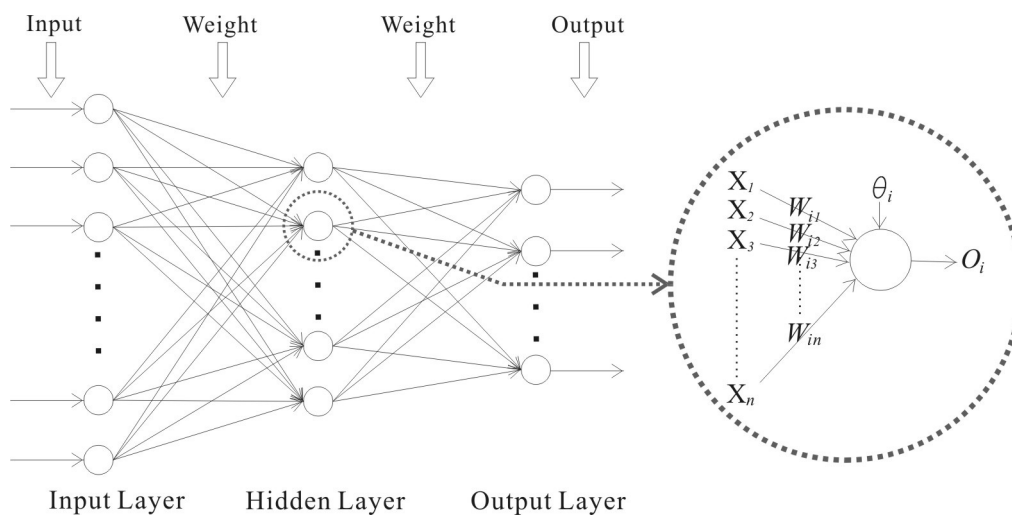 Input
Weight
Weight
Output
X1
X2
X3
Xn
Wi1
Wi2
Wi3
Win
θi
Oi
Input Layer
Hidden Layer
Output Layer